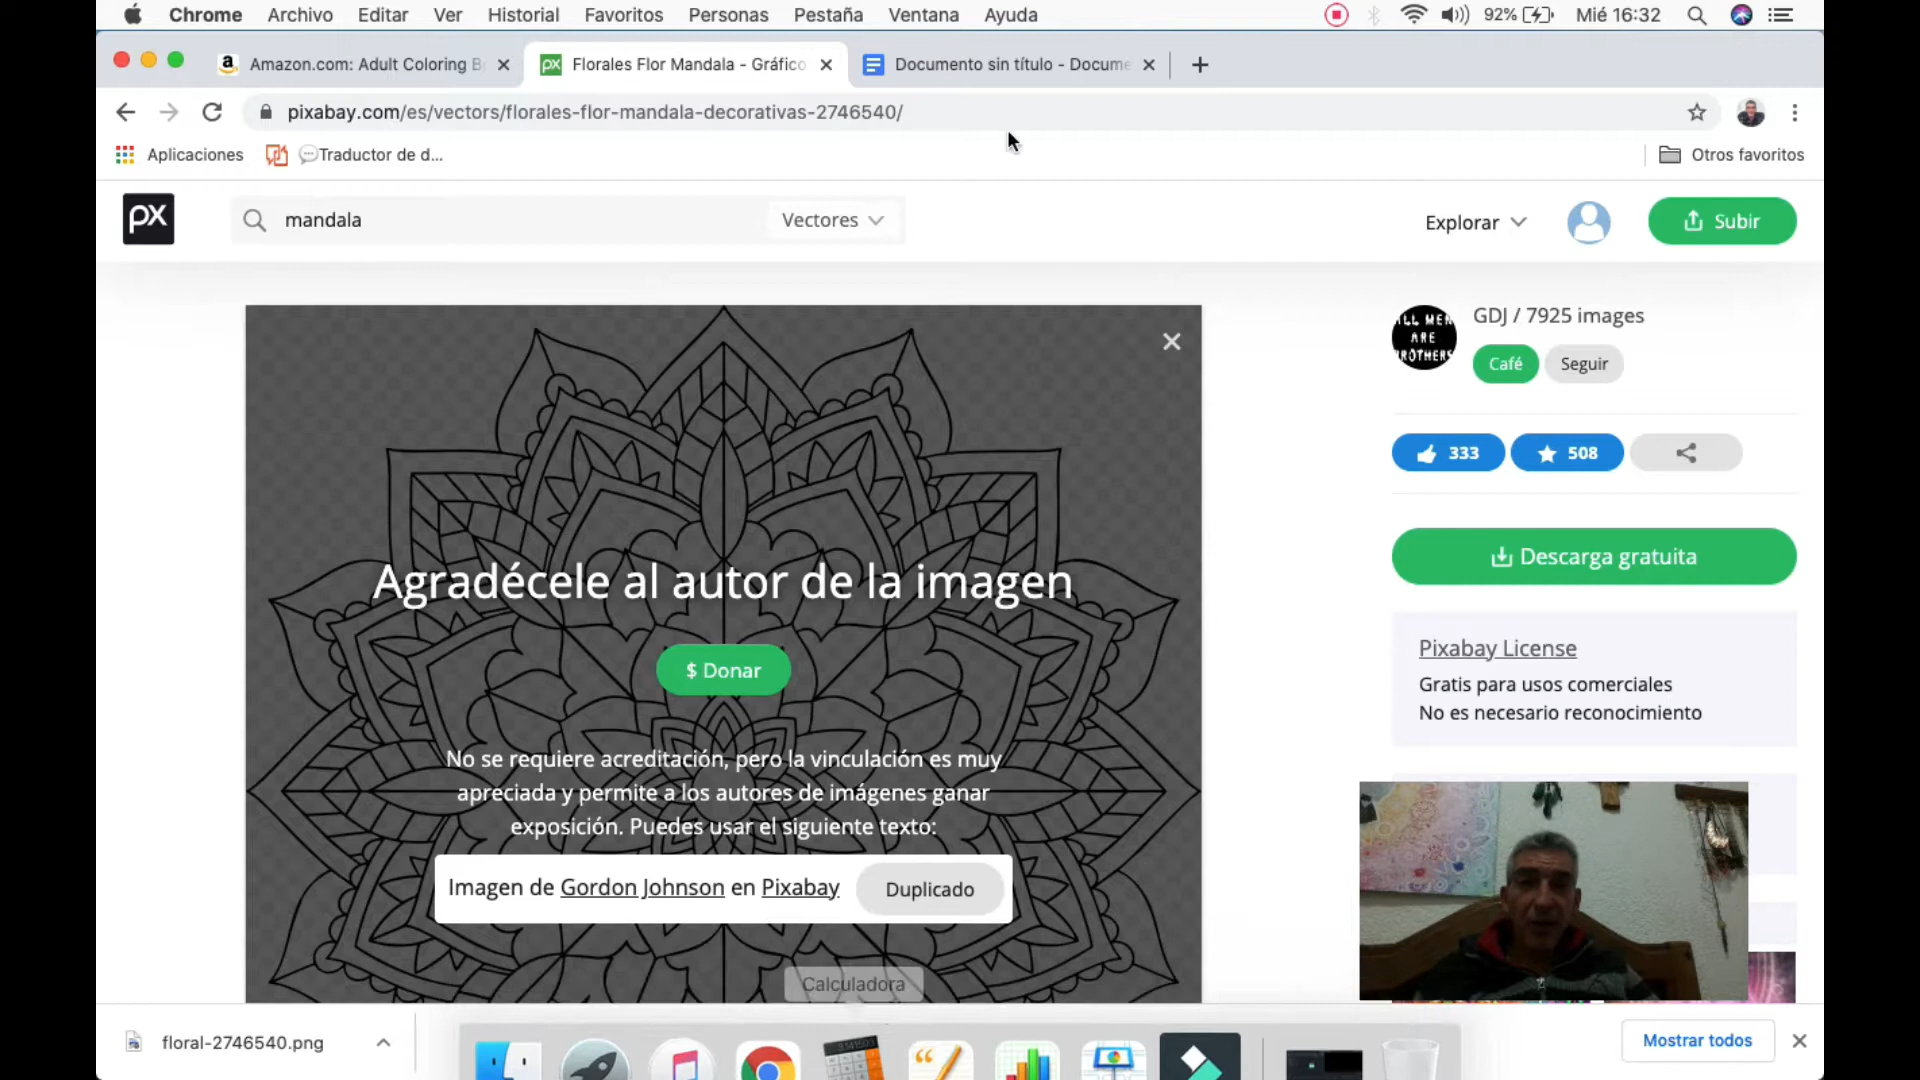 Chrome Archivo Editar Ver Historial Favoritos Personas Pestaña Ventana Ayuda 92% Mié 16:32
Amazon.com: Adult Coloring B
Florales Flor Mandala - Gráfico
Documento sin título - Docume
pixabay.com/es/vectors/florales-flor-mandala-decorativas-2746540/
Aplicaciones Traductor de d... Otros favoritos
px mandala Vectores Explorar Subir
ALL MEN
ARE
BROTHERS
GDJ / 7925 images
Café Seguir
333 508
Descarga gratuita
Pixabay License
Gratis para usos comerciales
No es necesario reconocimiento
Agradécele al autor de la imagen
$ Donar
No se requiere acreditación, pero la vinculación es muy
apreciada y permite a los autores de imágenes ganar
exposición. Puedes usar el siguiente texto:
Imagen de Gordon Johnson en Pixabay Duplicado
Calculadora
floral-2746540.png Mostrar todos